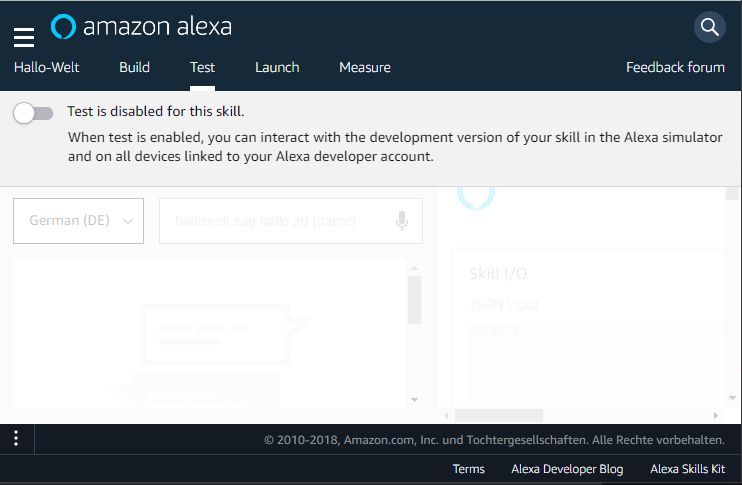 amazon alexa
Hallo-Welt Build Test Launch Measure Feedback forum
Test is disabled for this skill.
When test is enabled, you can interact with the development version of your skill in the Alexa simulator
and on all devices linked to your Alexa developer account.
German (DE)
hallowelt sag hallo zu {name}
Skill I/O
JSON Input
1
© 2010-2018, Amazon.com, Inc. und Tochtergesellschaften. Alle Rechte vorbehalten.
Terms Alexa Developer Blog Alexa Skills Kit